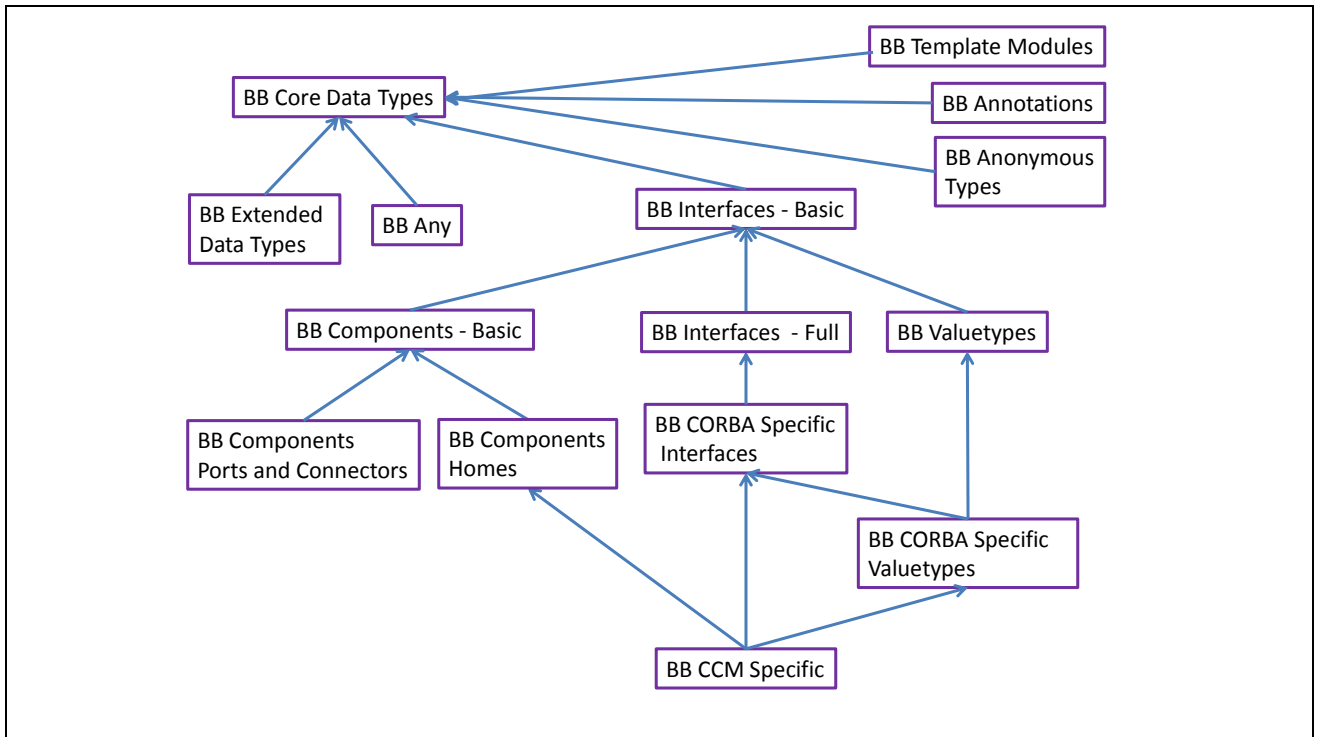 BB Template Modules
BB Core Data Types
BB Annotations
BB Anonymous
Types
BB Extended
Data Types
BB Any
BB Interfaces - Basic
BB Components - Basic
BB Interfaces - Full
BB Valuetypes
BB Components
Ports and Connectors
BB Components
Homes
BB CORBA Specific
Interfaces
BB CORBA Specific
Valuetypes
BB CCM Specific